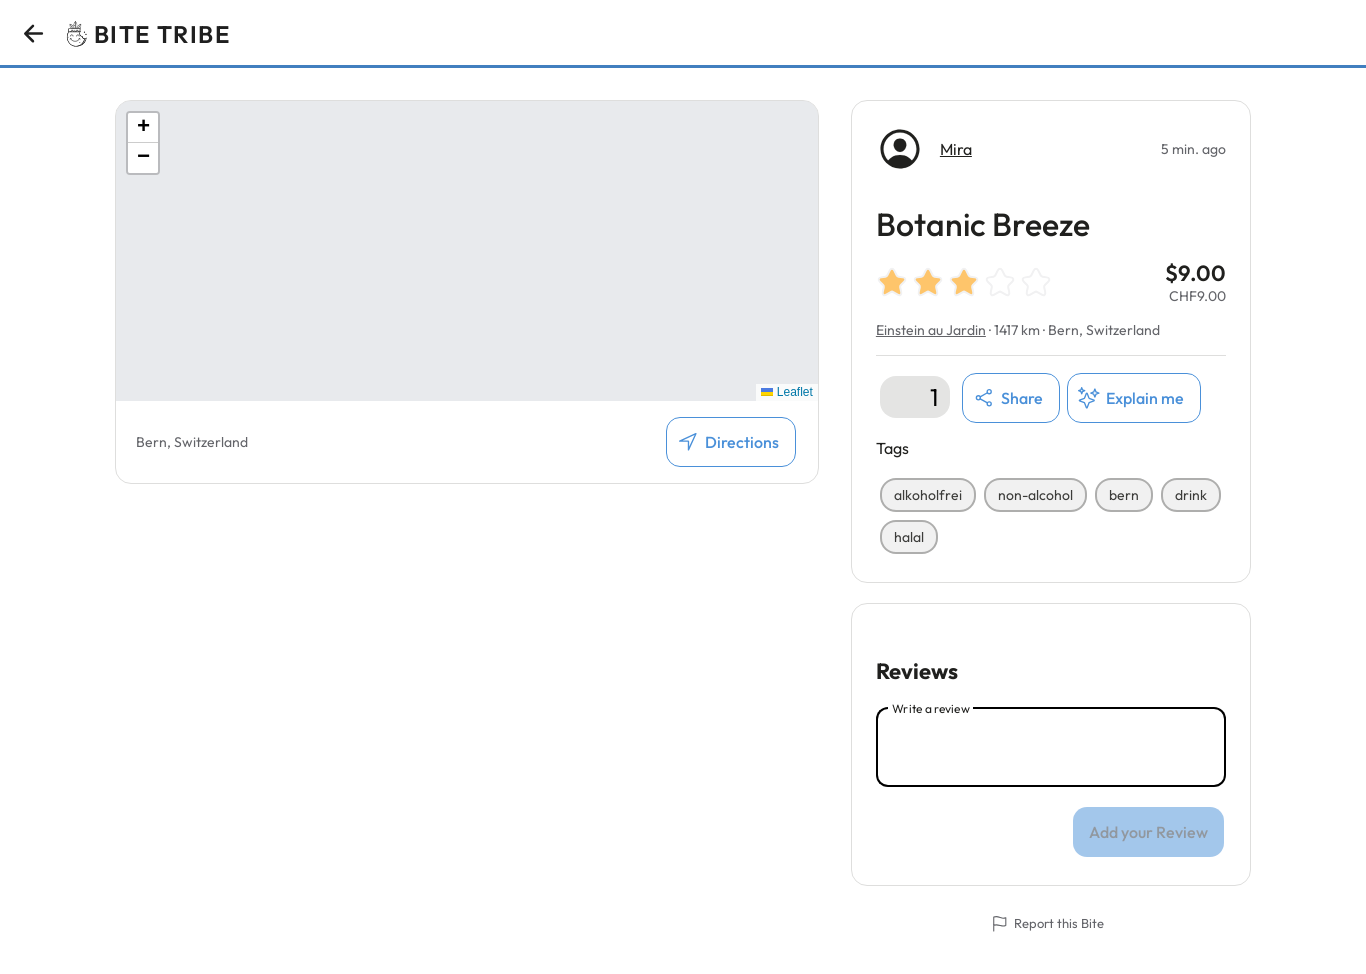 BITE TRIBE
+
−
Leaflet
Bern, Switzerland
Directions
Mira
5 min. ago
Botanic Breeze
$9.00
CHF9.00
Einstein au Jardin · 1417 km · Bern, Switzerland
1
Share
Explain me
Tags
alkoholfrei
non-alcohol
bern
drink
halal
Reviews
Write a review
Add your Review
Report this Bite